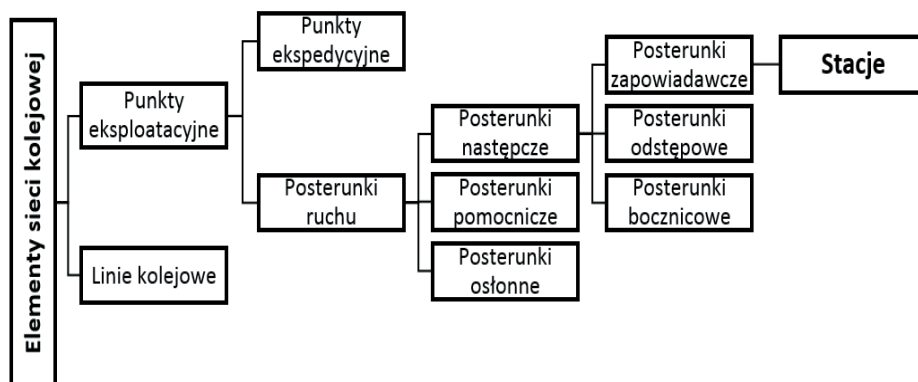 Elementy sieci kolejowej
Punkty
eksploatacyjne
Linie kolejowe
Punkty
ekspedycyjne
Posterunki
ruchu
Posterunki
następcze
Posterunki
pomocnicze
Posterunki
osłonne
Posterunki
zapowiadawcze
Posterunki
odstępowe
Posterunki
bocznicowe
Stacje